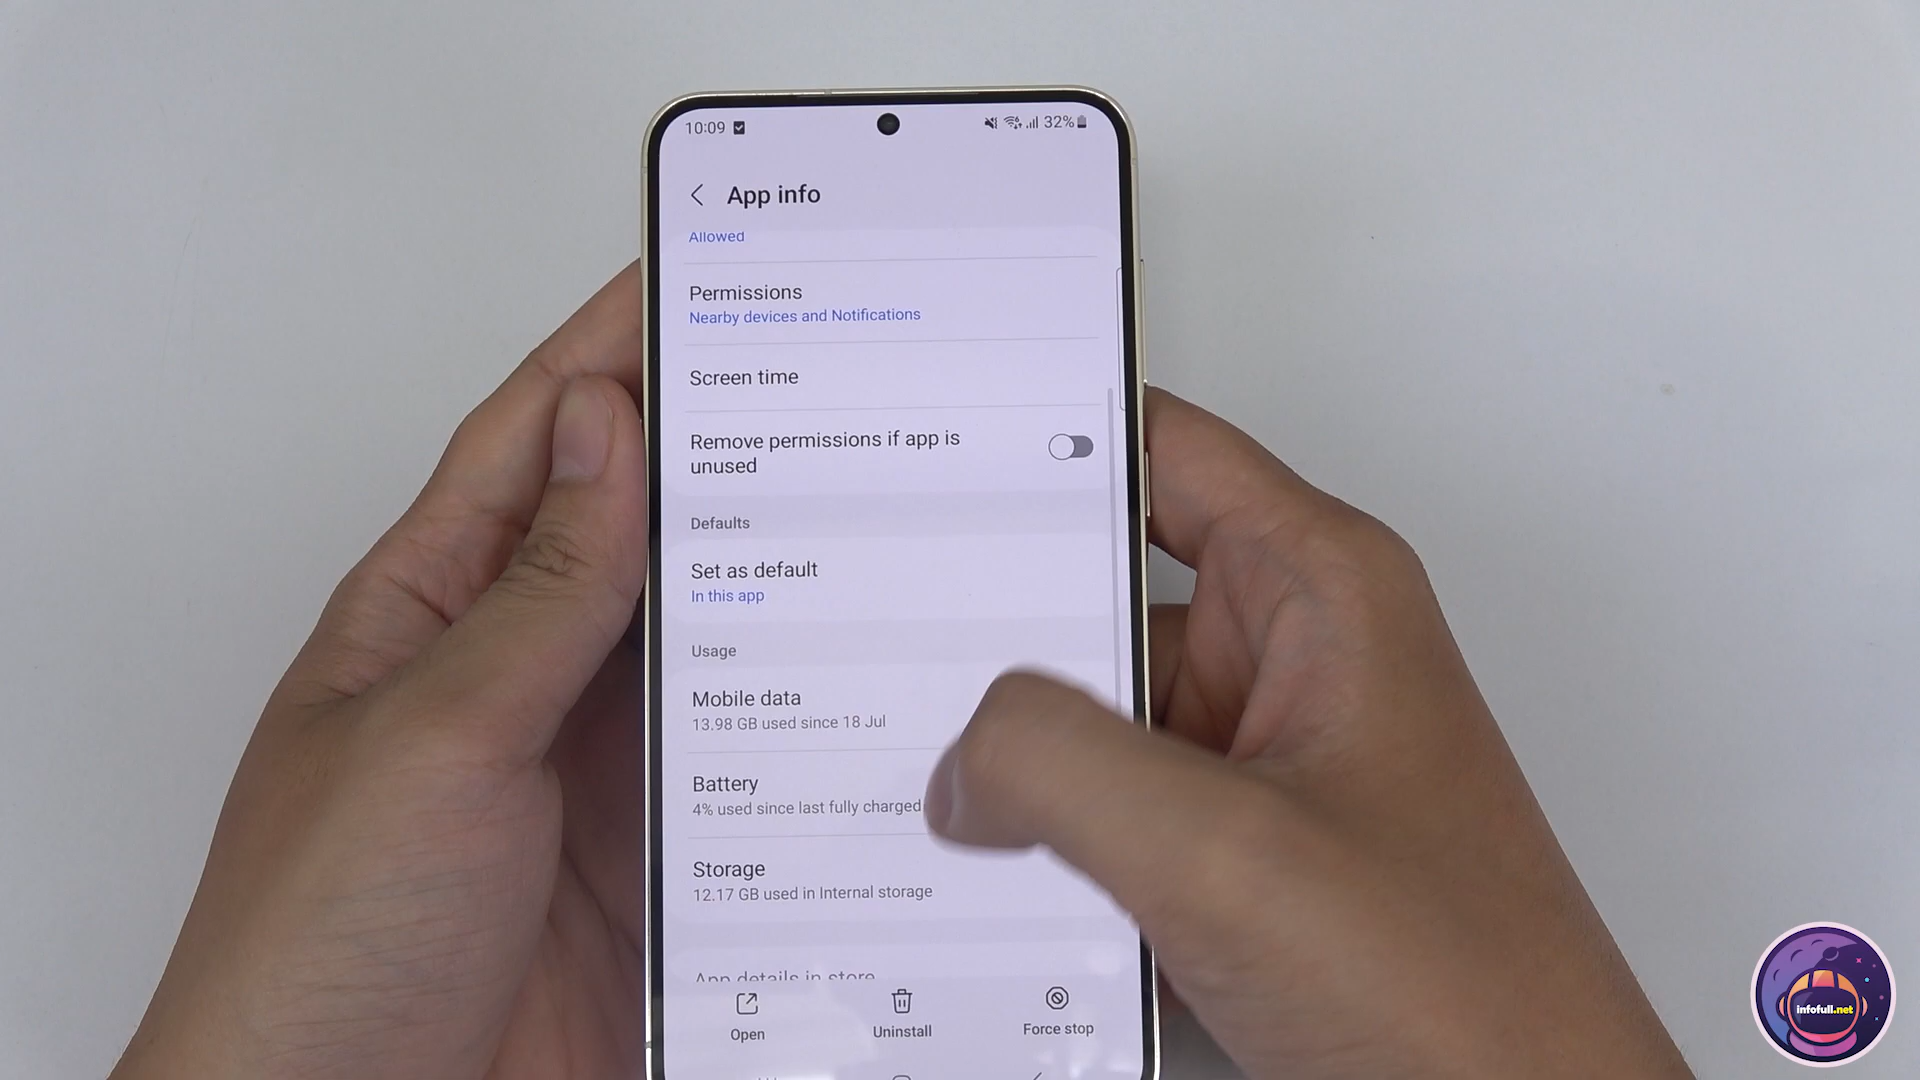 10:09
32%
App info
Allowed
Permissions
Nearby devices and Notifications
Screen time
Remove permissions if app is
unused
Defaults
Set as default
In this app
Usage
Mobile data
13.98 GB used since 18 Jul
Battery
4% used since last fully charged
Storage
12.17 GB used in Internal storage
App details in store
Open
Uninstall
Force stop
infofull.net